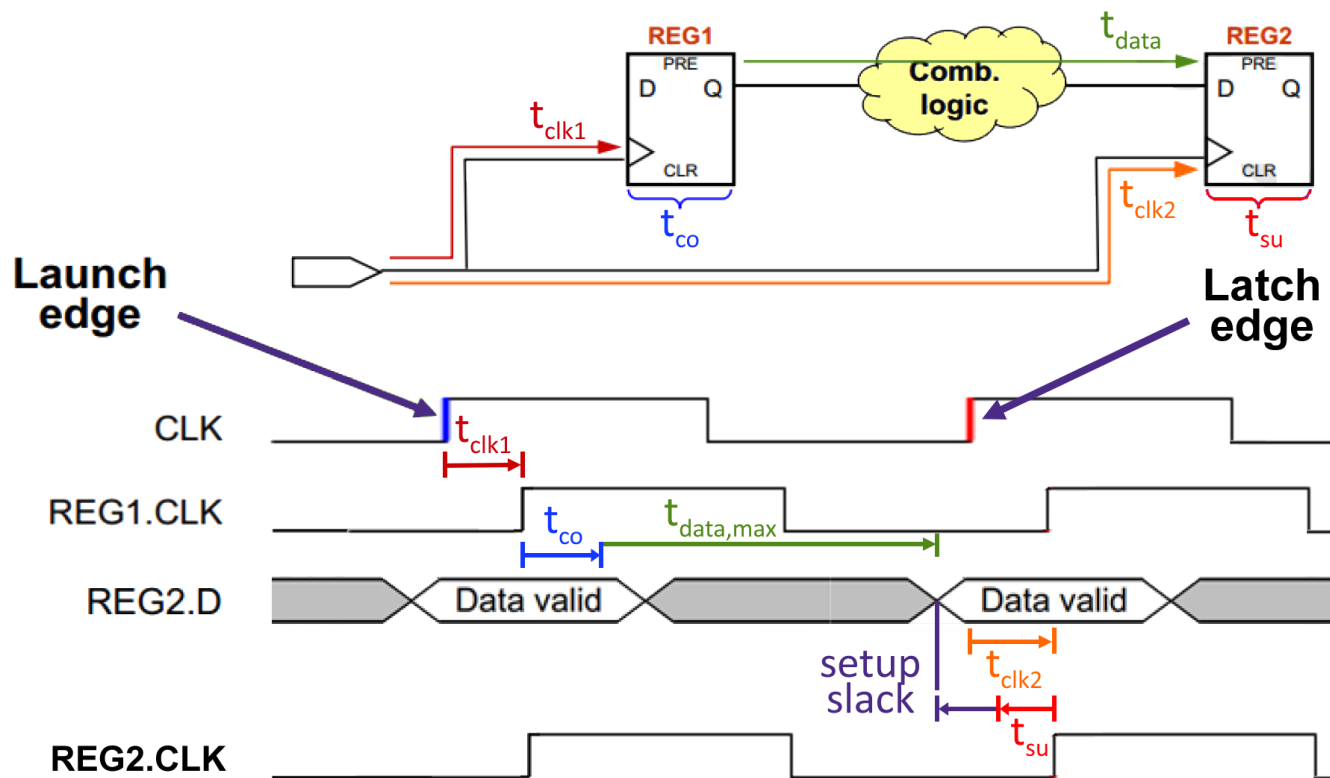 REG1
t_data
REG2
PRE
D Q
CLR
Comb.
logic
PRE
D Q
CLR
t_clk1
t_co
t_clk2
t_su
Launch
edge
Latch
edge
CLK
t_clk1
REG1.CLK
t_co
t_data,max
REG2.D
Data valid
Data valid
setup
slack
t_clk2
t_su
REG2.CLK